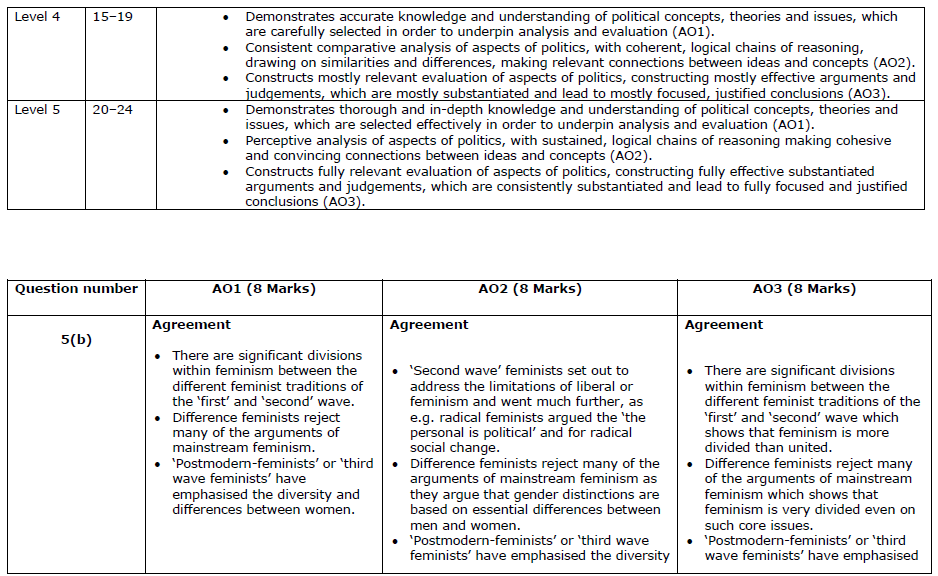 Level 4 15–19
• Demonstrates accurate knowledge and understanding of political concepts, theories and issues, which
are carefully selected in order to underpin analysis and evaluation (AO1).
• Consistent comparative analysis of aspects of politics, with coherent, logical chains of reasoning,
drawing on similarities and differences, making relevant connections between ideas and concepts (AO2).
• Constructs mostly relevant evaluation of aspects of politics, constructing mostly effective arguments and
judgements, which are mostly substantiated and lead to mostly focused, justified conclusions (AO3).
Level 5 20–24
• Demonstrates thorough and in-depth knowledge and understanding of political concepts, theories and
issues, which are selected effectively in order to underpin analysis and evaluation (AO1).
• Perceptive analysis of aspects of politics, with sustained, logical chains of reasoning making cohesive
and convincing connections between ideas and concepts (AO2).
• Constructs fully relevant evaluation of aspects of politics, constructing fully effective substantiated
arguments and judgements, which are consistently substantiated and lead to fully focused and justified
conclusions (AO3).
Question number
AO1 (8 Marks)
AO2 (8 Marks)
AO3 (8 Marks)
5(b)
Agreement
• There are significant divisions
within feminism between the
different feminist traditions of
the ‘first’ and ‘second’ wave.
• Difference feminists reject
many of the arguments of
mainstream feminism.
• ‘Postmodern-feminists’ or ‘third
wave feminists’ have
emphasised the diversity and
differences between women.
Agreement
• ‘Second wave’ feminists set out to
address the limitations of liberal or
feminism and went much further, as
e.g. radical feminists argued the ‘the
personal is political’ and for radical
social change.
• Difference feminists reject many of the
arguments of mainstream feminism as
they argue that gender distinctions are
based on essential differences between
men and women.
• ‘Postmodern-feminists’ or ‘third wave
feminists’ have emphasised the diversity
Agreement
• There are significant divisions
within feminism between the
different feminist traditions of the
‘first’ and ‘second’ wave which
shows that feminism is more
divided than united.
• Difference feminists reject many
of the arguments of mainstream
feminism which shows that
feminism is very divided even on
such core issues.
• ‘Postmodern-feminists’ or ‘third
wave feminists’ have emphasised